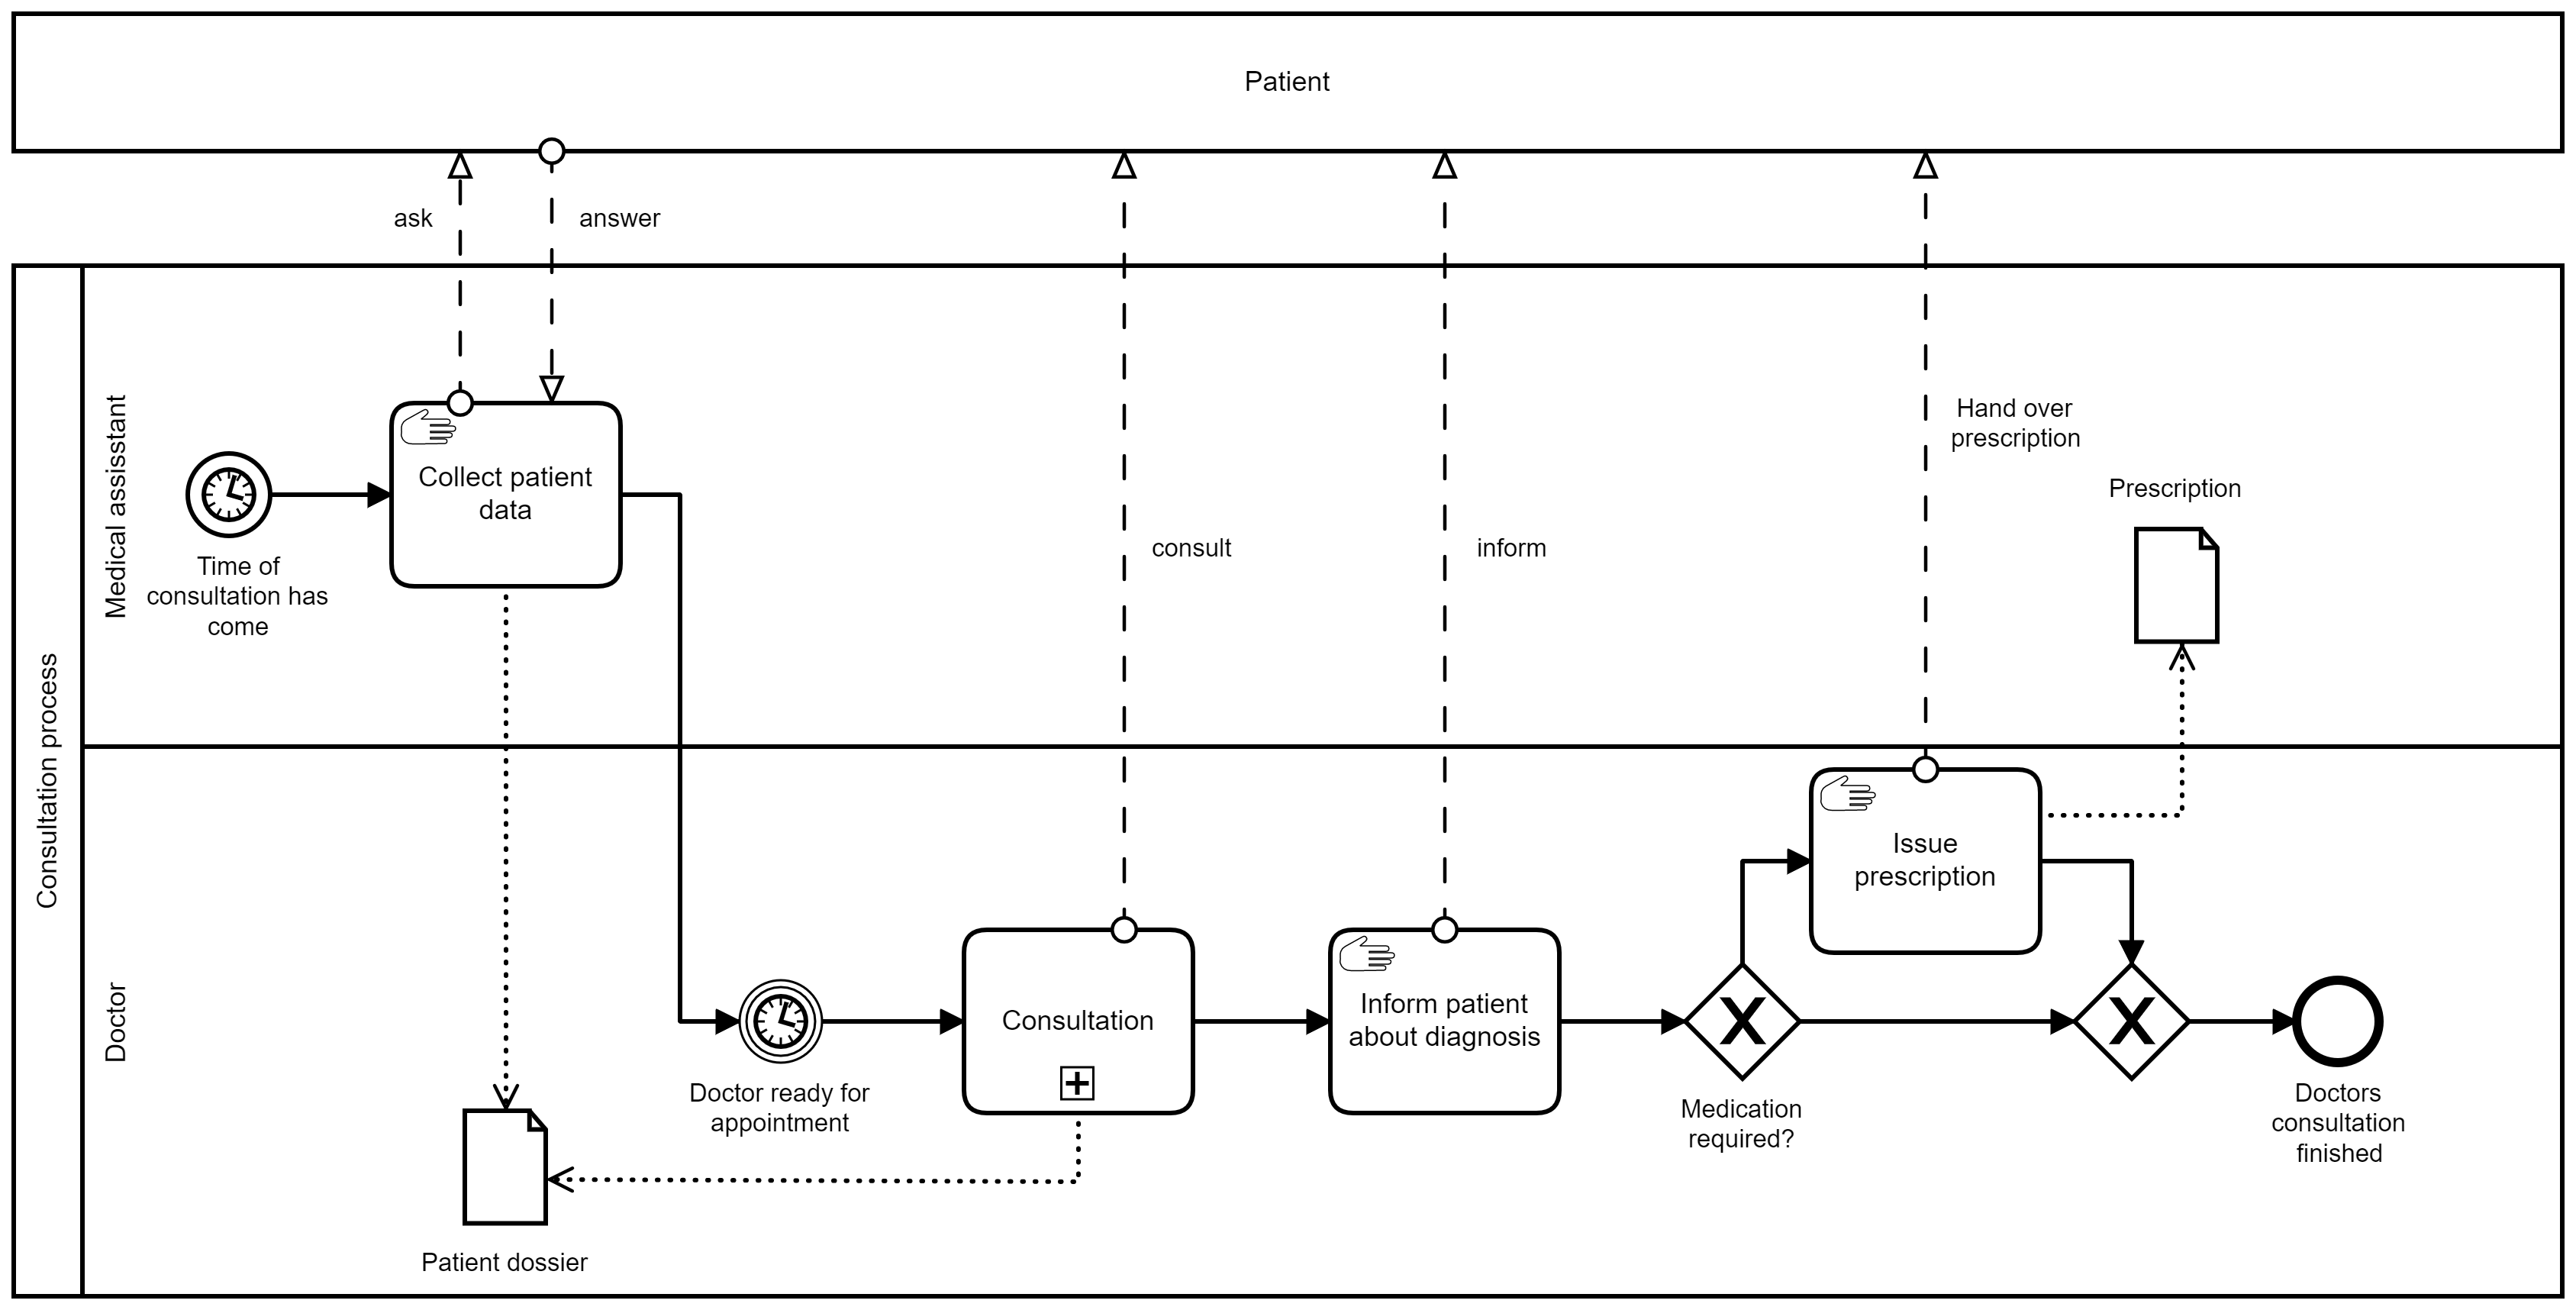 Patient
ask
answer
Consultation process
Medical assisstant
Collect patient
data
Time of
consultation has
come
consult
inform
Hand over
prescription
Prescription
Doctor
Issue
prescription
Consultation
Inform patient
about diagnosis
Doctor ready for
appointment
Medication
required?
Doctors
consultation
finished
Patient dossier